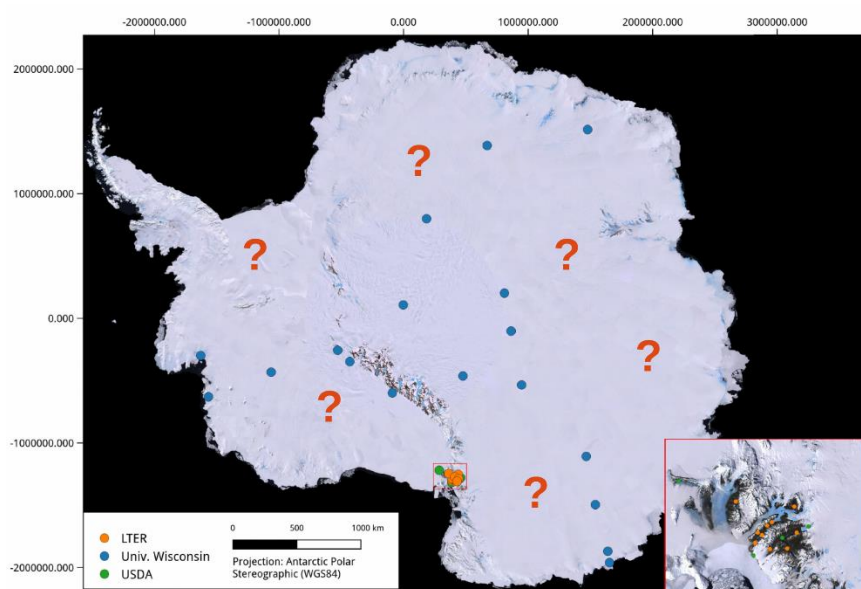 -2000000.000 -1000000.000 0.000 1000000.000 2000000.000 3000000.000
2000000.000
?
1000000.000
? ?
0.000
?
?
-1000000.000
?
LTER
Univ. Wisconsin
USDA
0 500 1000 km
Projection: Antarctic Polar
Stereographic (WGS84)
-2000000.000